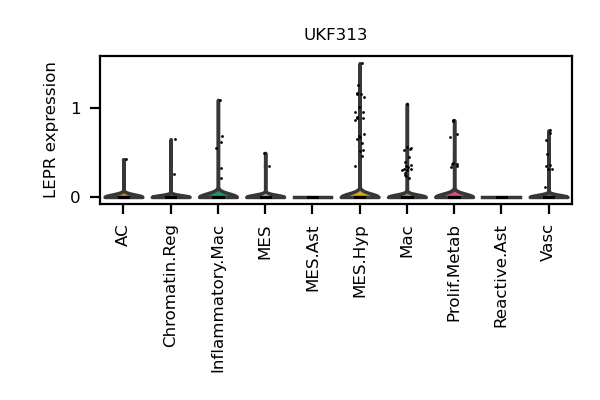 UKF313
LEPR expression
1
0
AC
Chromatin.Reg
Inflammatory.Mac
MES
MES.Ast
MES.Hyp
Mac
Prolif.Metab
Reactive.Ast
Vasc